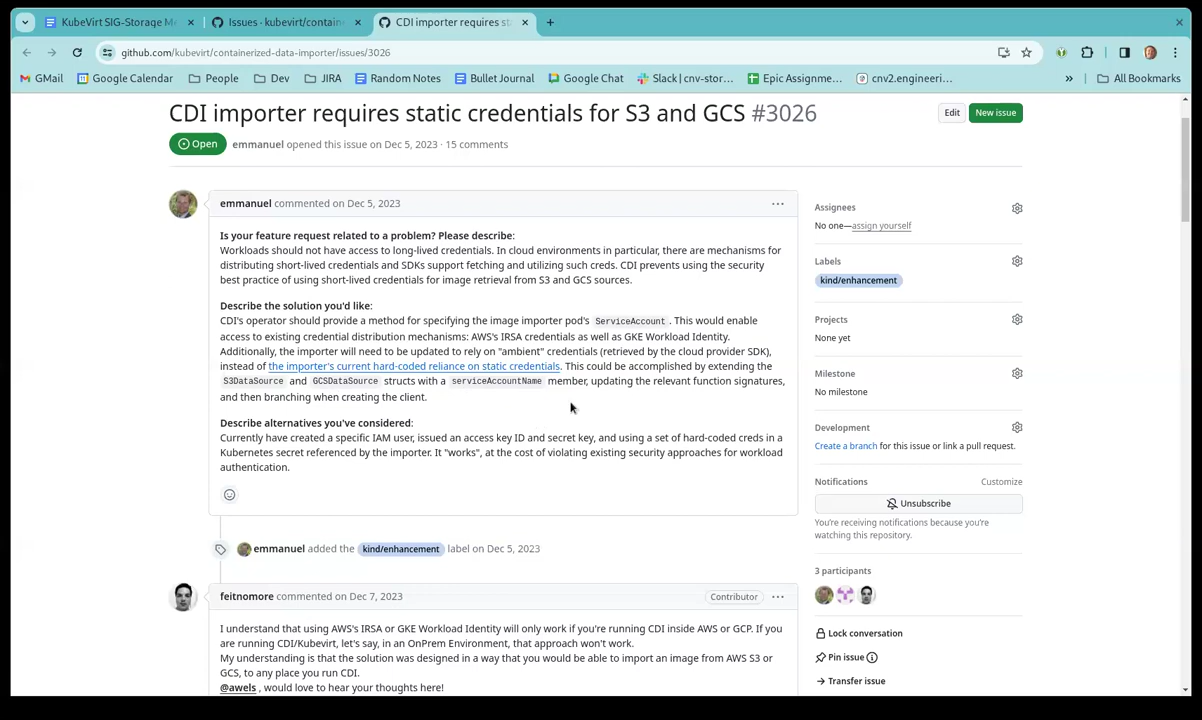 KubeVirt SIG-Storage M
Issues · kubevirt/contain
CDI importer requires st
github.com/kubevirt/containerized-data-importer/issues/3026
GMail
Google Calendar
People
Dev
JIRA
Random Notes
Bullet Journal
Google Chat
Slack | cnv-stor…
Epic Assignme…
cnv2.engineeri…
»
All Bookmarks
CDI importer requires static credentials for S3 and GCS #3026
Edit
New issue
Open
emmanuel opened this issue on Dec 5, 2023 · 15 comments
emmanuel commented on Dec 5, 2023
Is your feature request related to a problem? Please describe:
Workloads should not have access to long-lived credentials. In cloud environments in particular, there are mechanisms for
distributing short-lived credentials and SDKs support fetching and utilizing such creds. CDI prevents using the security
best practice of using short-lived credentials for image retrieval from S3 and GCS sources.
Describe the solution you'd like:
CDI's operator should provide a method for specifying the image importer pod's ServiceAccount. This would enable
access to existing credential distribution mechanisms: AWS's IRSA credentials as well as GKE Workload Identity.
Additionally, the importer will need to be updated to rely on "ambient" credentials (retrieved by the cloud provider SDK),
instead of the importer's current hard-coded reliance on static credentials. This could be accomplished by extending the
S3DataSource and GCSDataSource structs with a serviceAccountName member, updating the relevant function signatures,
and then branching when creating the client.
Describe alternatives you've considered:
Currently have created a specific IAM user, issued an access key ID and secret key, and using a set of hard-coded creds in a
Kubernetes secret referenced by the importer. It "works", at the cost of violating existing security approaches for workload
authentication.
emmanuel added the kind/enhancement label on Dec 5, 2023
feitnomore commented on Dec 7, 2023
Contributor
I understand that using AWS's IRSA or GKE Workload Identity will only work if you're running CDI inside AWS or GCP. If you
are running CDI/Kubevirt, let's say, in an OnPrem Environment, that approach won't work.
My understanding is that the solution was designed in a way that you would be able to import an image from AWS S3 or
GCS, to any place you run CDI.
@awels , would love to hear your thoughts here!
Assignees
No one—assign yourself
Labels
kind/enhancement
Projects
None yet
Milestone
No milestone
Development
Create a branch for this issue or link a pull request.
Notifications
Customize
Unsubscribe
You're receiving notifications because you're
watching this repository.
3 participants
Lock conversation
Pin issue
Transfer issue